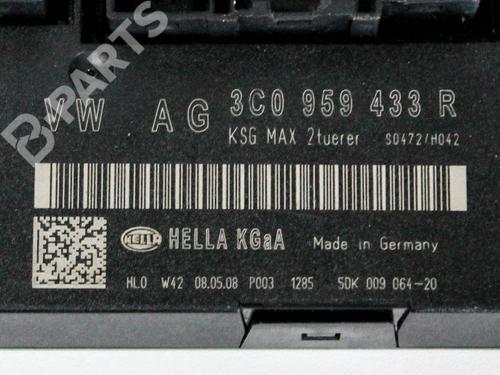 VW AG 3C0 959 433 R
KSG MAX 2tuerer S0472/H042
HELLA HELLA KGaA Made in Germany
HLO W42 08.05.08 P003 1285 5DK 009 064-20
B-PARTS